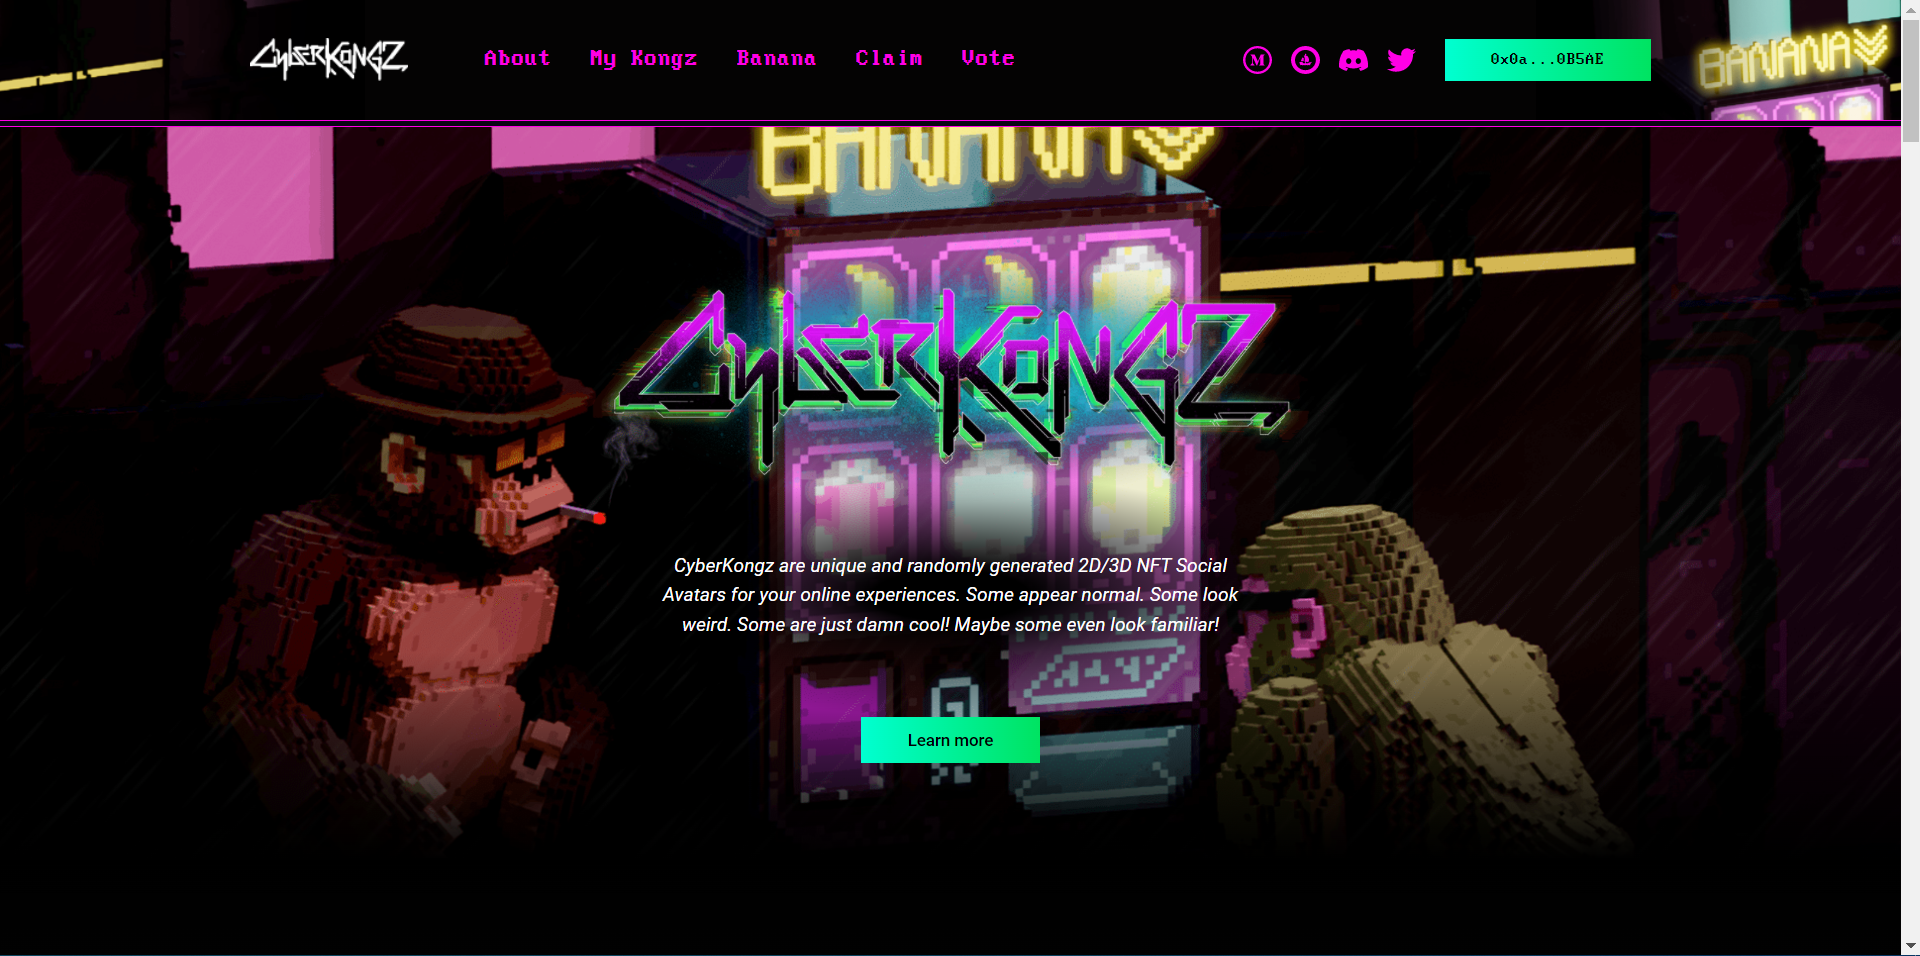 CYBERKONGZ
About
My Kongz
Banana
Claim
Vote
M
0x0a...0B5AE
BANANA
BANANA
CYBERKONGZ
CyberKongz are unique and randomly generated 2D/3D NFT Social
Avatars for your online experiences. Some appear normal. Some look
weird. Some are just damn cool! Maybe some even look familiar!
Learn more